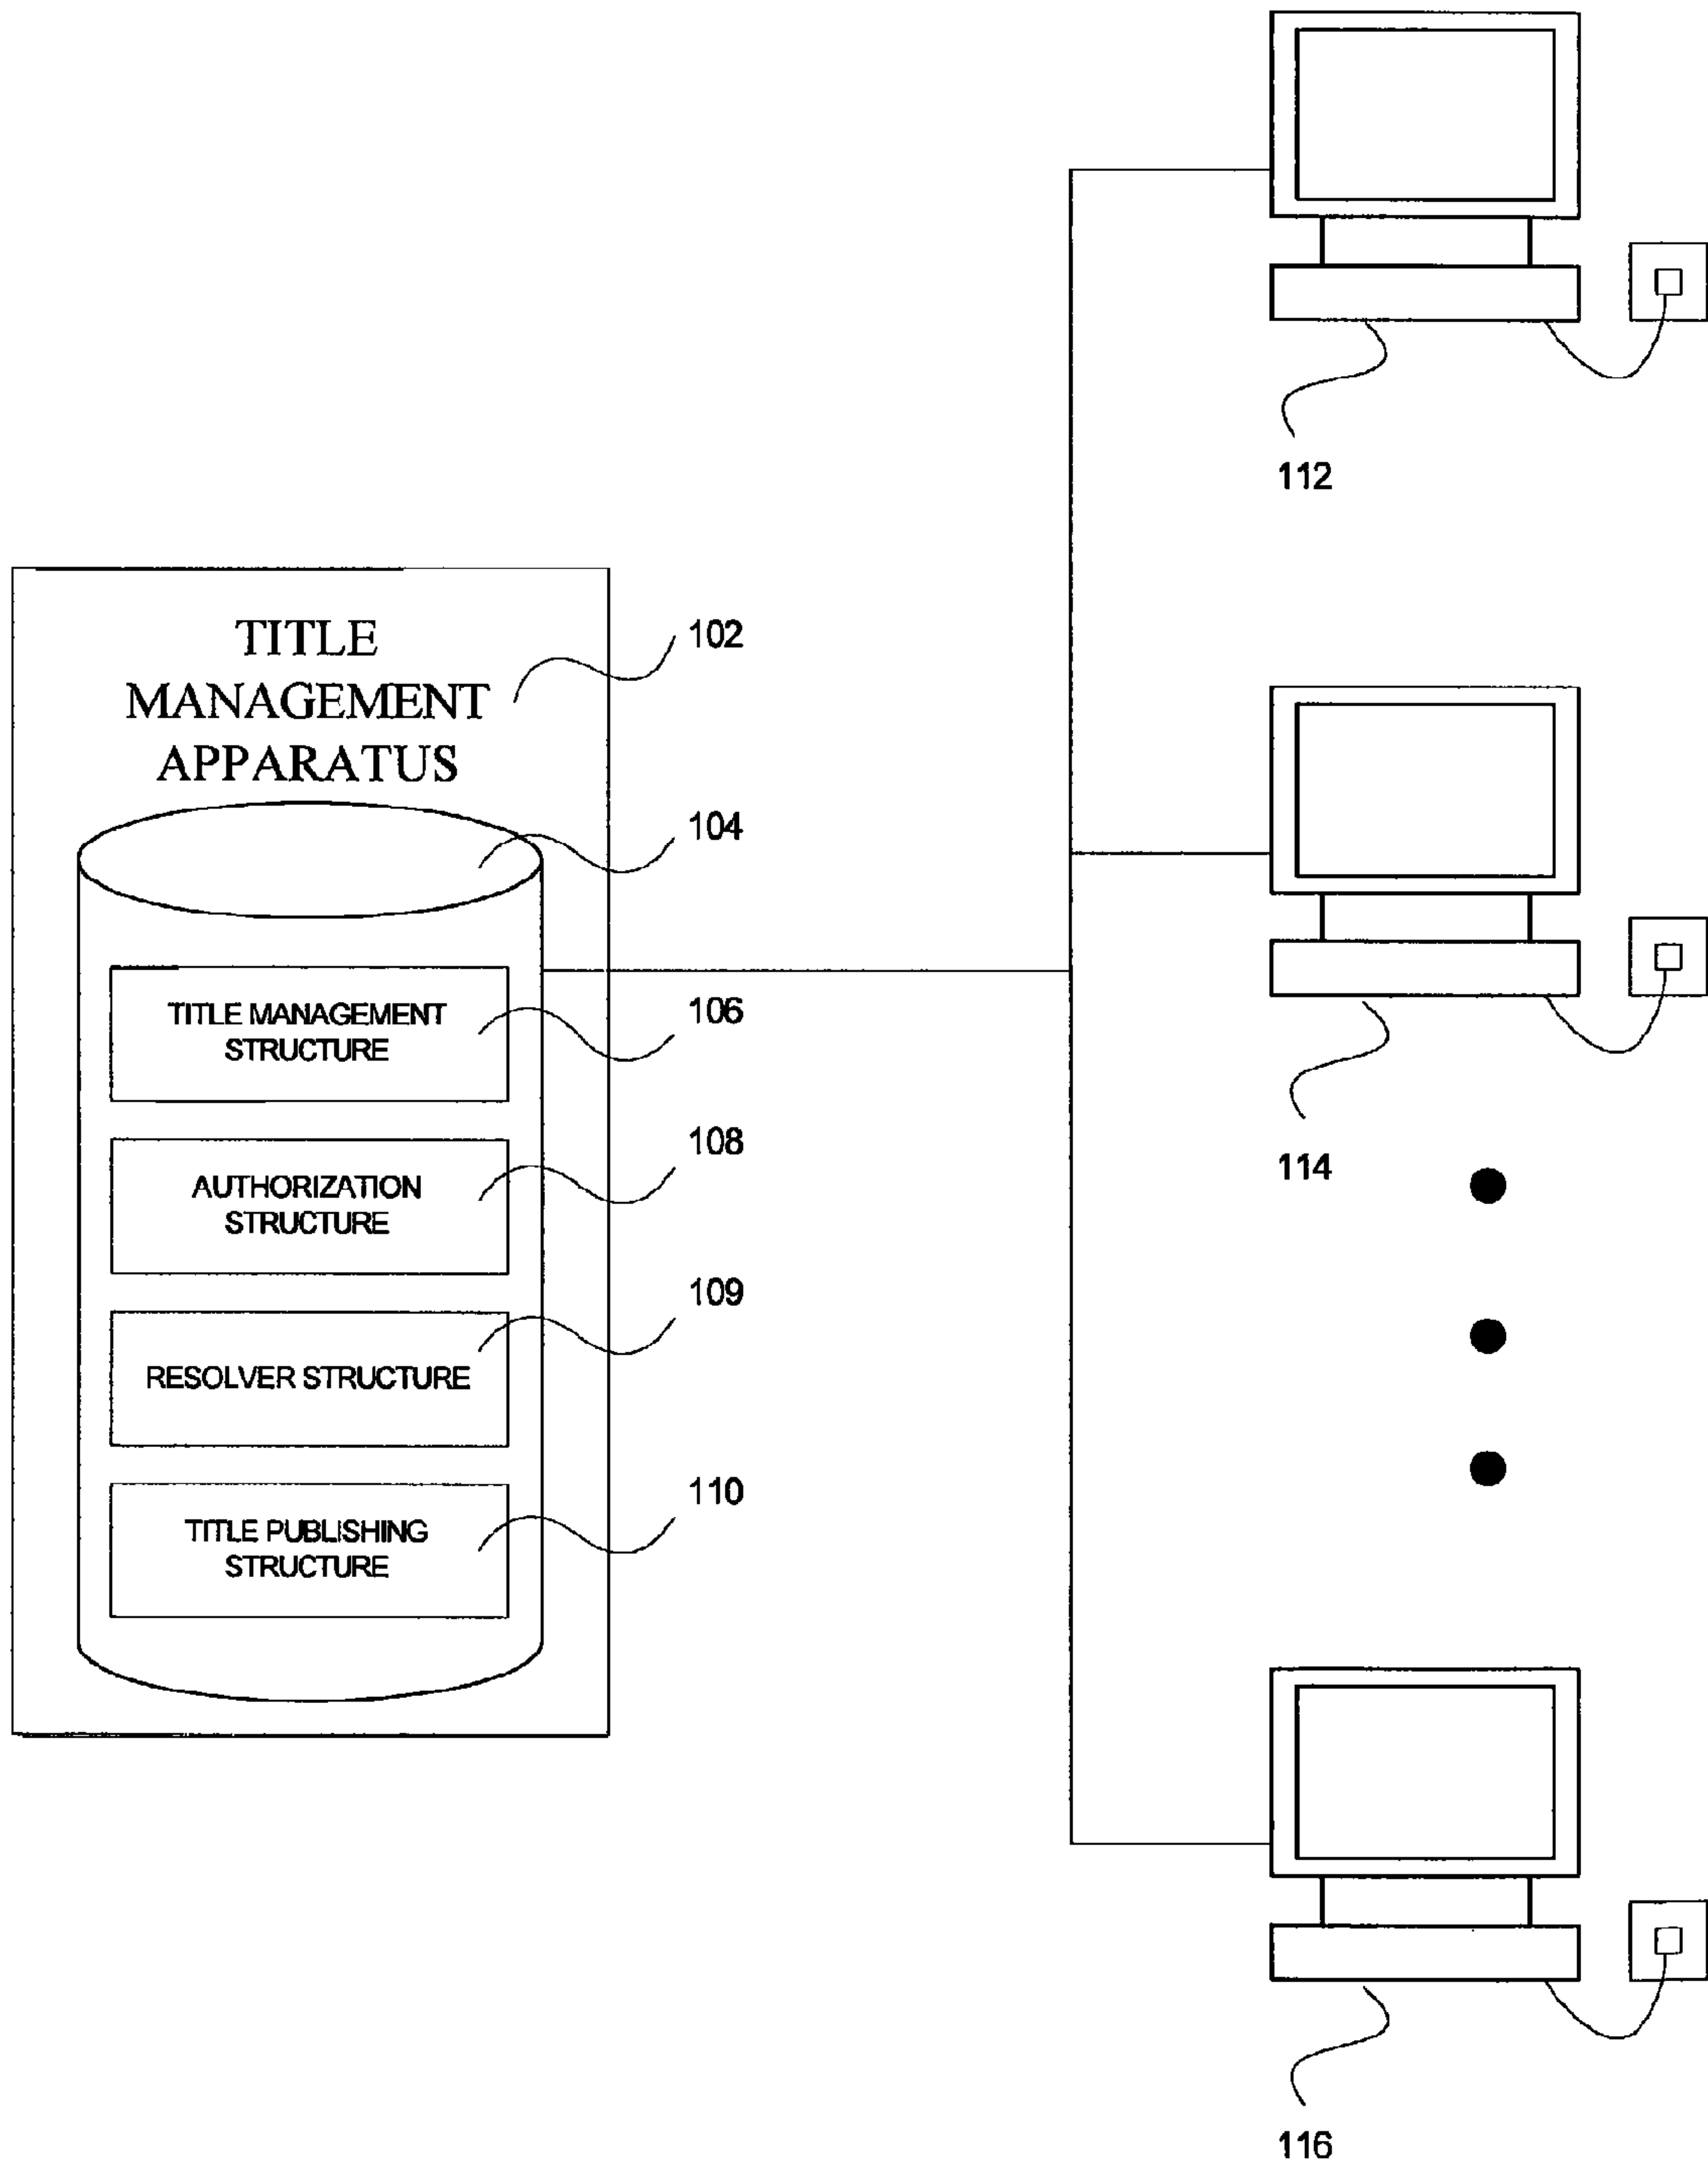 112
TITLE
MANAGEMENT
APPARATUS
102
104
TITLE MANAGEMENT
STRUCTURE
106
AUTHORIZATION
STRUCTURE
108
114
RESOLVER STRUCTURE
109
TITLE PUBLISHING
STRUCTURE
110
116